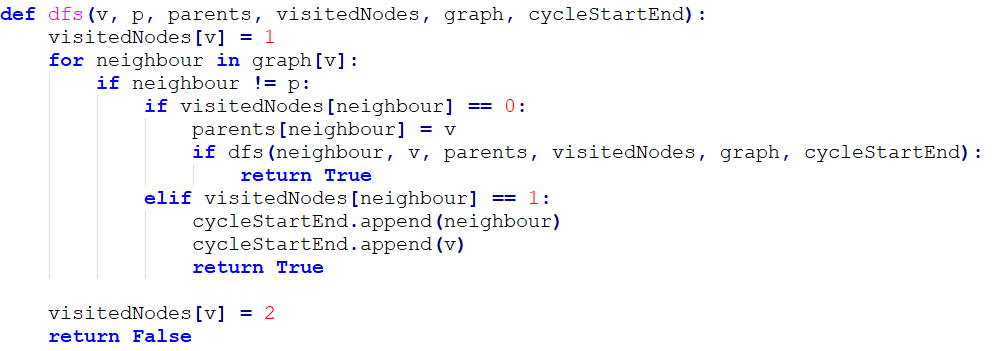 def dfs(v, p, parents, visitedNodes, graph, cycleStartEnd):
    visitedNodes[v] = 1
    for neighbour in graph[v]:
        if neighbour != p:
            if visitedNodes[neighbour] == 0:
                parents[neighbour] = v
                if dfs(neighbour, v, parents, visitedNodes, graph, cycleStartEnd):
                    return True
            elif visitedNodes[neighbour] == 1:
                cycleStartEnd.append(neighbour)
                cycleStartEnd.append(v)
                return True

    visitedNodes[v] = 2
    return False